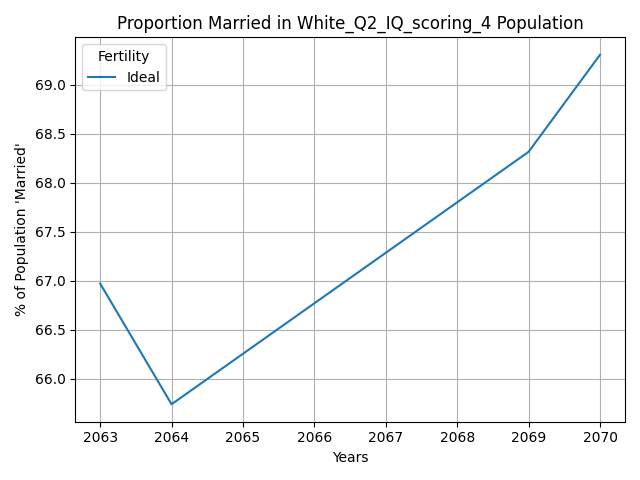 Proportion Married in White_Q2_IQ_scoring_4 Population
Fertility
Ideal
% of Population 'Married'
69.0
68.5
68.0
67.5
67.0
66.5
66.0
2063 2064 2065 2066 2067 2068 2069 2070
Years